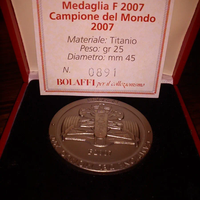 Medaglia F 2007
Campione del Mondo
2007
Materiale: Titanio
Peso: gr 25
Diametro: mm 45
N. 0891
BOLAFFI per il collezionismo